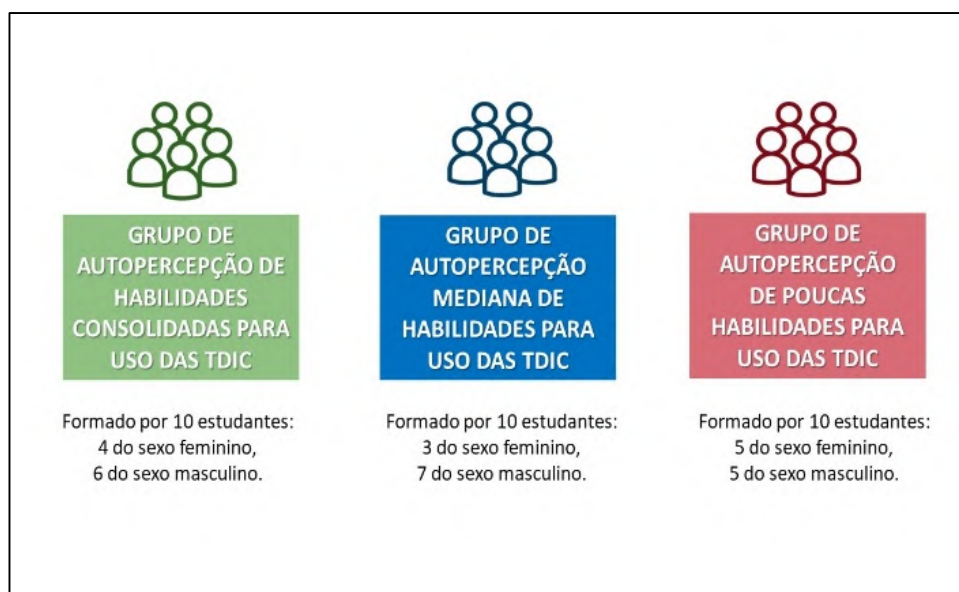 GRUPO DE
AUTOPERCEPÇÃO DE
HABILIDADES
CONSOLIDADAS PARA
USO DAS TDIC
Formado por 10 estudantes:
4 do sexo feminino,
6 do sexo masculino.
GRUPO DE
AUTOPERCEPÇÃO
MEDIANA DE
HABILIDADES PARA
USO DAS TDIC
Formado por 10 estudantes:
3 do sexo feminino,
7 do sexo masculino.
GRUPO DE
AUTOPERCEPÇÃO
DE POUCAS
HABILIDADES PARA
USO DAS TDIC
Formado por 10 estudantes:
5 do sexo feminino,
5 do sexo masculino.